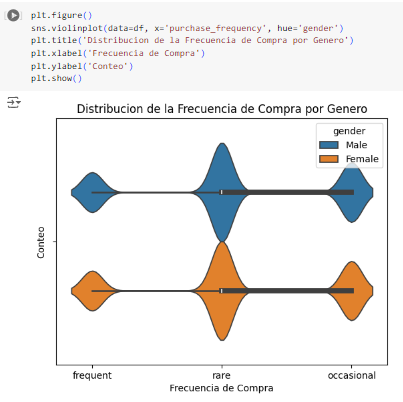 plt.figure()
sns.violinplot(data=df, x='purchase_frequency', hue='gender')
plt.title('Distribucion de la Frecuencia de Compra por Genero')
plt.xlabel('Frecuencia de Compra')
plt.ylabel('Conteo')
plt.show()
Distribucion de la Frecuencia de Compra por Genero
gender
Male
Female
Conteo
frequent rare occasional
Frecuencia de Compra